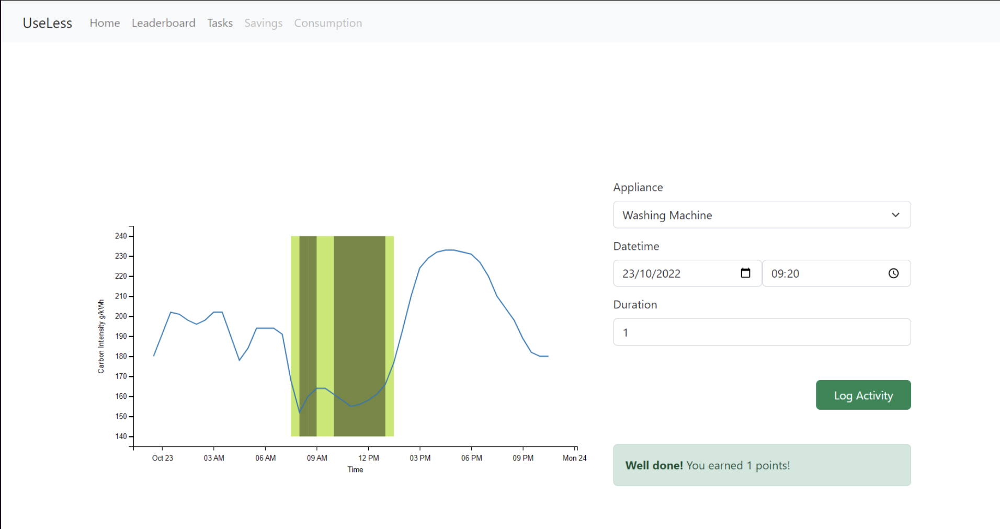 UseLess Home Leaderboard Tasks Savings Consumption
Appliance
Washing Machine
Datetime
23/10/2022 09:20
Duration
1
Log Activity
Well done! You earned 1 points!
240
230
220
210
200
190
180
170
160
150
140
Carbon Intensity g/kWh
Oct 23 03 AM 06 AM 09 AM 12 PM 03 PM 06 PM 09 PM Mon 24
Time